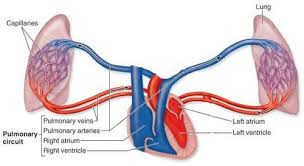 Lung
Capillaries
Pulmonary veins
Pulmonary arteries
Pulmonary circuit
Right atrium
Right ventricle
Left atrium
Left ventricle